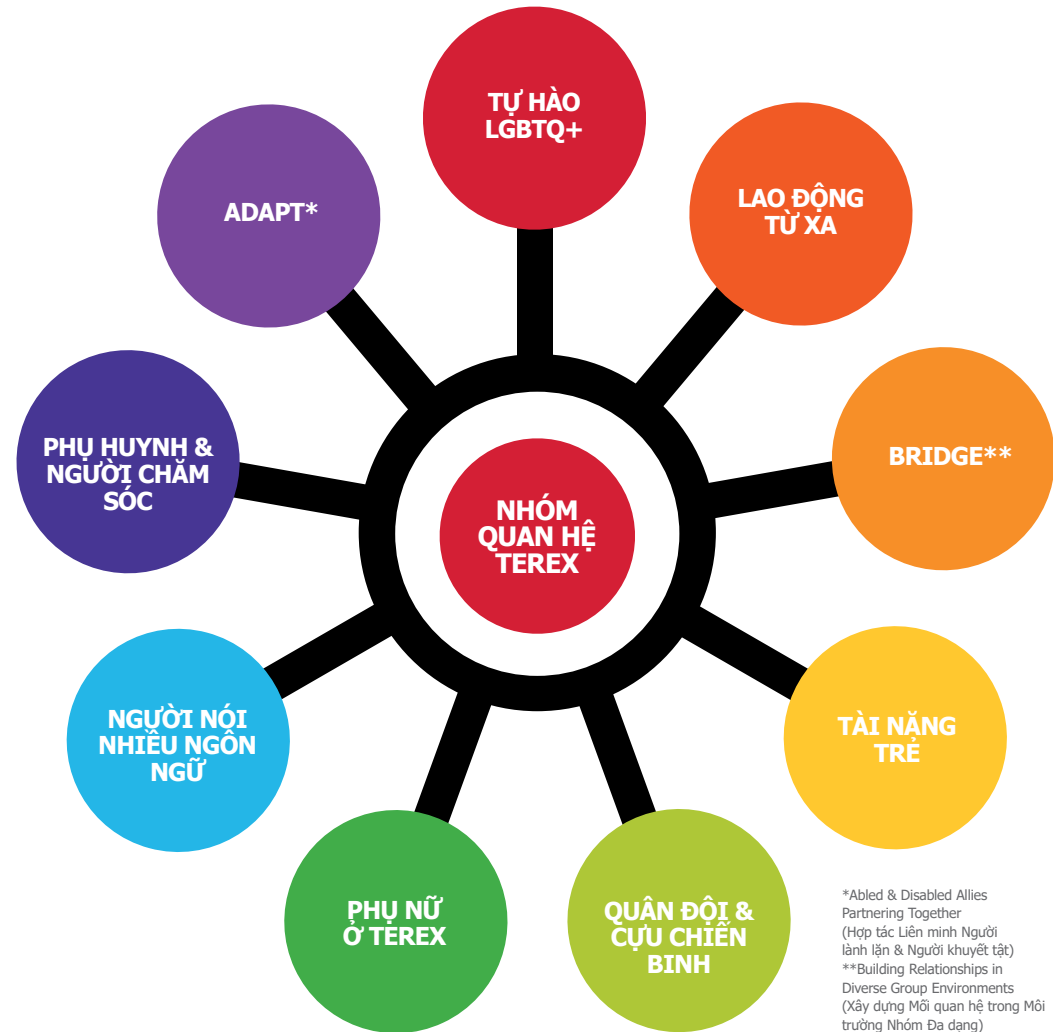 TỰ HÀO
LGBTQ+
LAO ĐỘNG
TỪ XA
BRIDGE**
TÀI NĂNG
TRẺ
QUÂN ĐỘI &
CỰU CHIẾN
BINH
PHỤ NỮ
Ở TEREX
NGƯỜI NÓI
NHIỀU NGÔN
NGỮ
PHỤ HUYNH &
NGƯỜI CHĂM
SÓC
ADAPT*
NHÓM
QUAN HỆ
TEREX
*Abled & Disabled Allies
Partnering Together
(Hợp tác Liên minh Người
lành lặn & Người khuyết tật)
**Building Relationships in
Diverse Group Environments
(Xây dựng Mối quan hệ trong Môi
trường Nhóm Đa dạng)